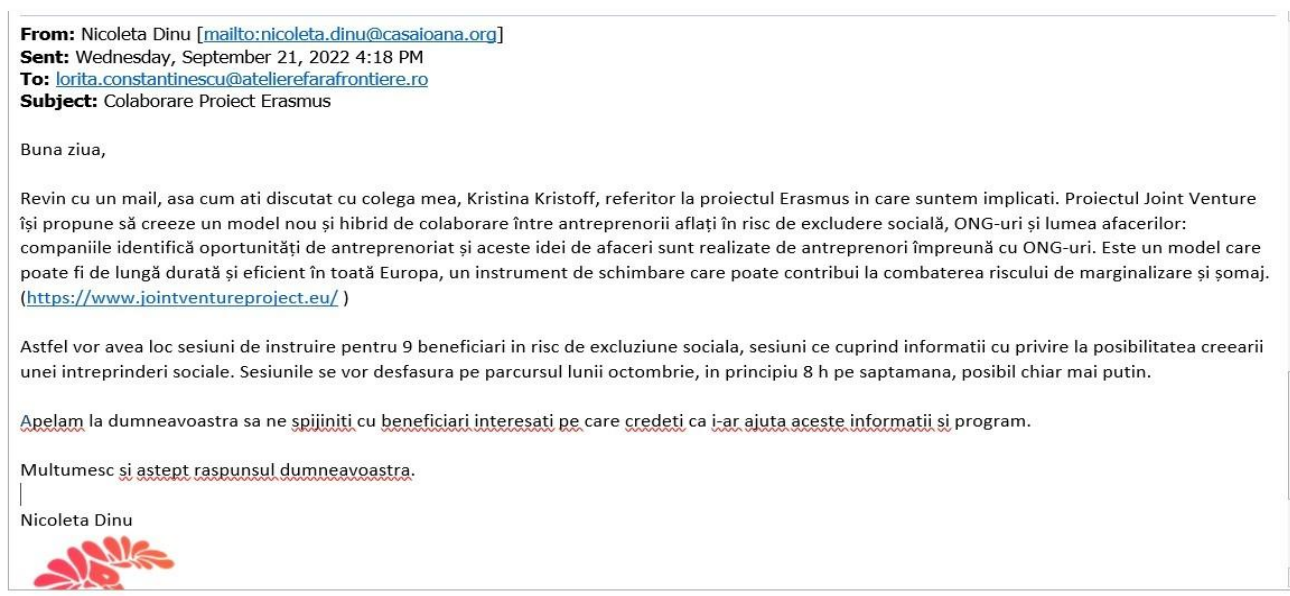 From: Nicoleta Dinu [mailto:nicoleta.dinu@casaioana.org]
Sent: Wednesday, September 21, 2022 4:18 PM
To: lorita.constantinescu@atelierefarafrontiere.ro
Subject: Colaborare Proiect Erasmus
Buna ziua,
Revin cu un mail, asa cum ati discutat cu colega mea, Kristina Kristoff, referitor la proiectul Erasmus in care suntem implicati. Proiectul Joint Venture
își propune să creeze un model nou și hibrid de colaborare între antreprenorii aflați în risc de excludere socială, ONG-uri și lumea afacerilor:
companiile identifică oportunități de antreprenoriat și aceste idei de afaceri sunt realizate de antreprenori împreună cu ONG-uri. Este un model care
poate fi de lungă durată și eficient în toată Europa, un instrument de schimbare care poate contribui la combaterea riscului de marginalizare și șomaj.
(https://www.jointventureproject.eu/ )
Astfel vor avea loc sesiuni de instruire pentru 9 beneficiari in risc de excluziune sociala, sesiuni ce cuprind informatii cu privire la posibilitatea creearii
unei intreprinderi sociale. Sesiunile se vor desfasura pe parcursul lunii octombrie, in principiu 8 h pe saptamana, posibil chiar mai putin.
Apelam la dumneavoastra sa ne spijiniti cu beneficiari interesati pe care credeti ca i-ar ajuta aceste informatii si program.
Multumesc si astept raspunsul dumneavoastra.
Nicoleta Dinu